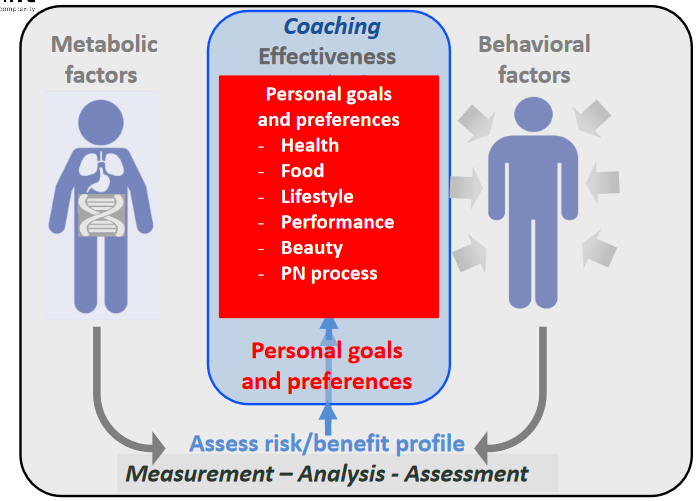 complexity
Metabolic
factors
Coaching
Effectiveness
Behavioral
factors
Personal goals
and preferences
- Health
- Food
- Lifestyle
- Performance
- Beauty
- PN process
Personal goals
and preferences
Assess risk/benefit profile
Measurement – Analysis - Assessment